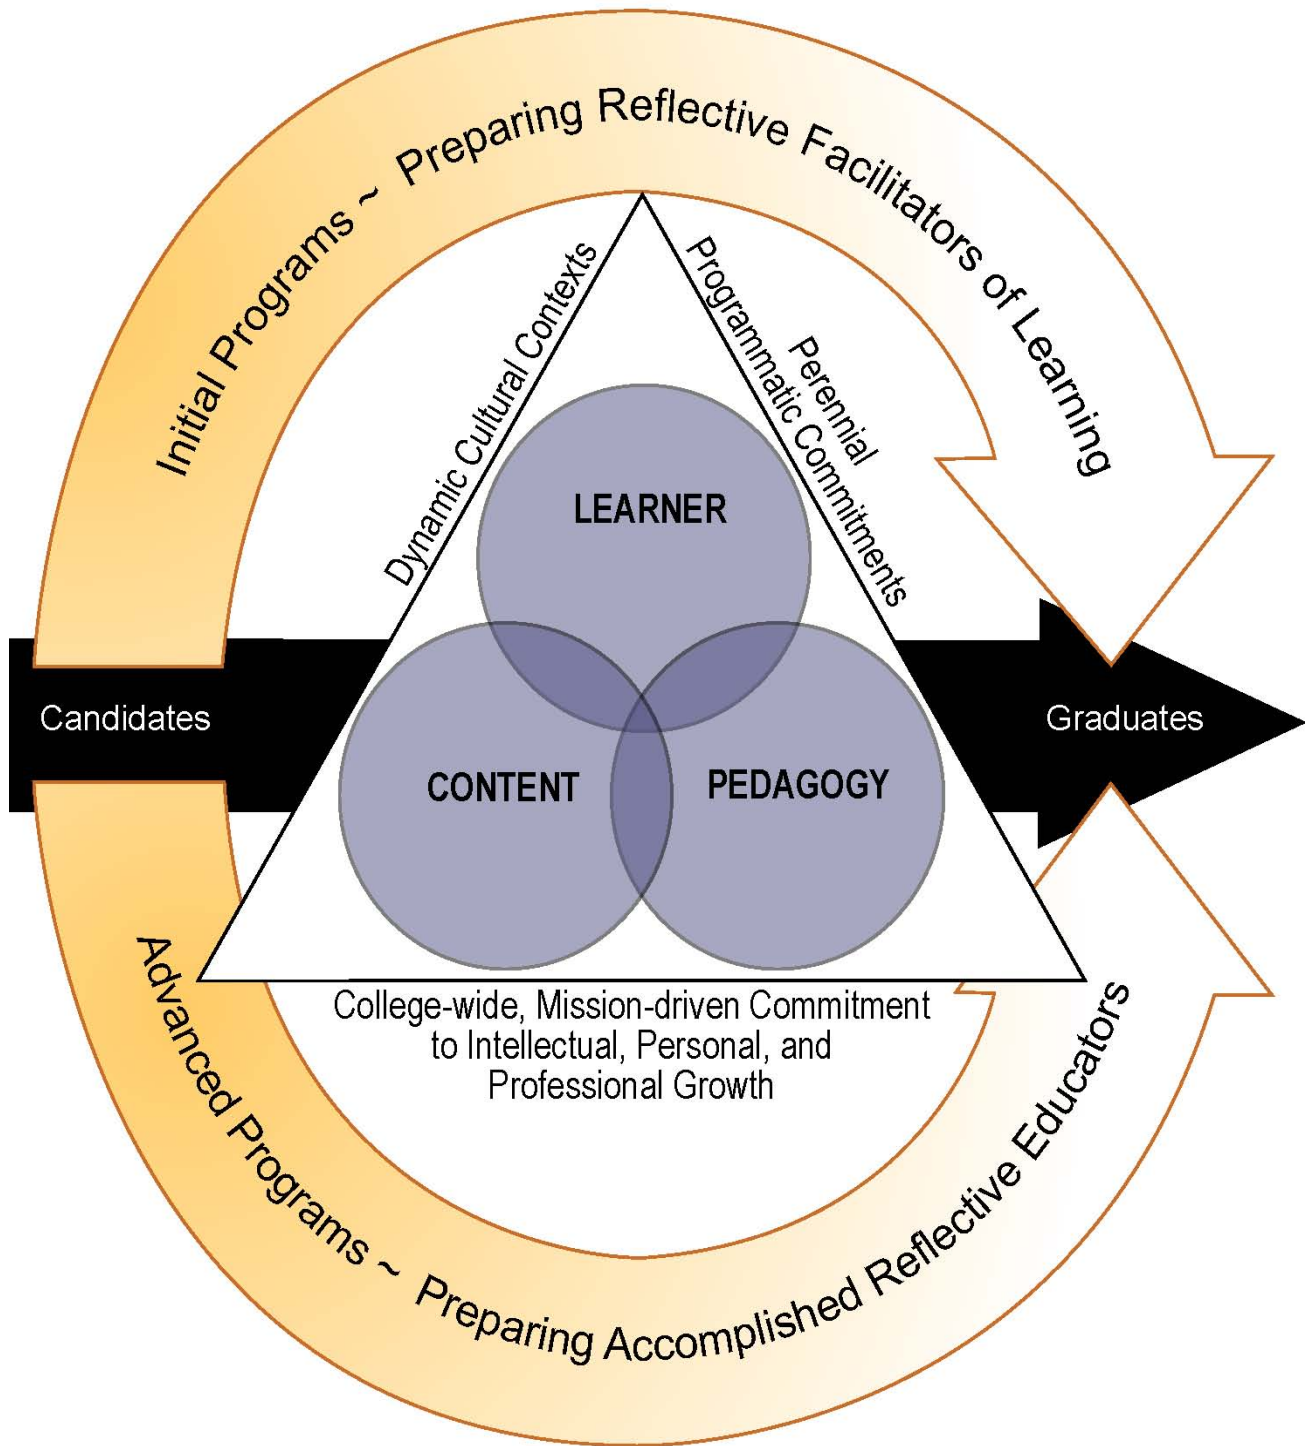 Initial Programs ~ Preparing Reflective Facilitators of Learning
Dynamic Cultural Contexts
Perennial
Programmatic Commitments
LEARNER
Candidates
Graduates
CONTENT
PEDAGOGY
College-wide, Mission-driven Commitment
to Intellectual, Personal, and
Professional Growth
Advanced Programs ~ Preparing Accomplished Reflective Educators